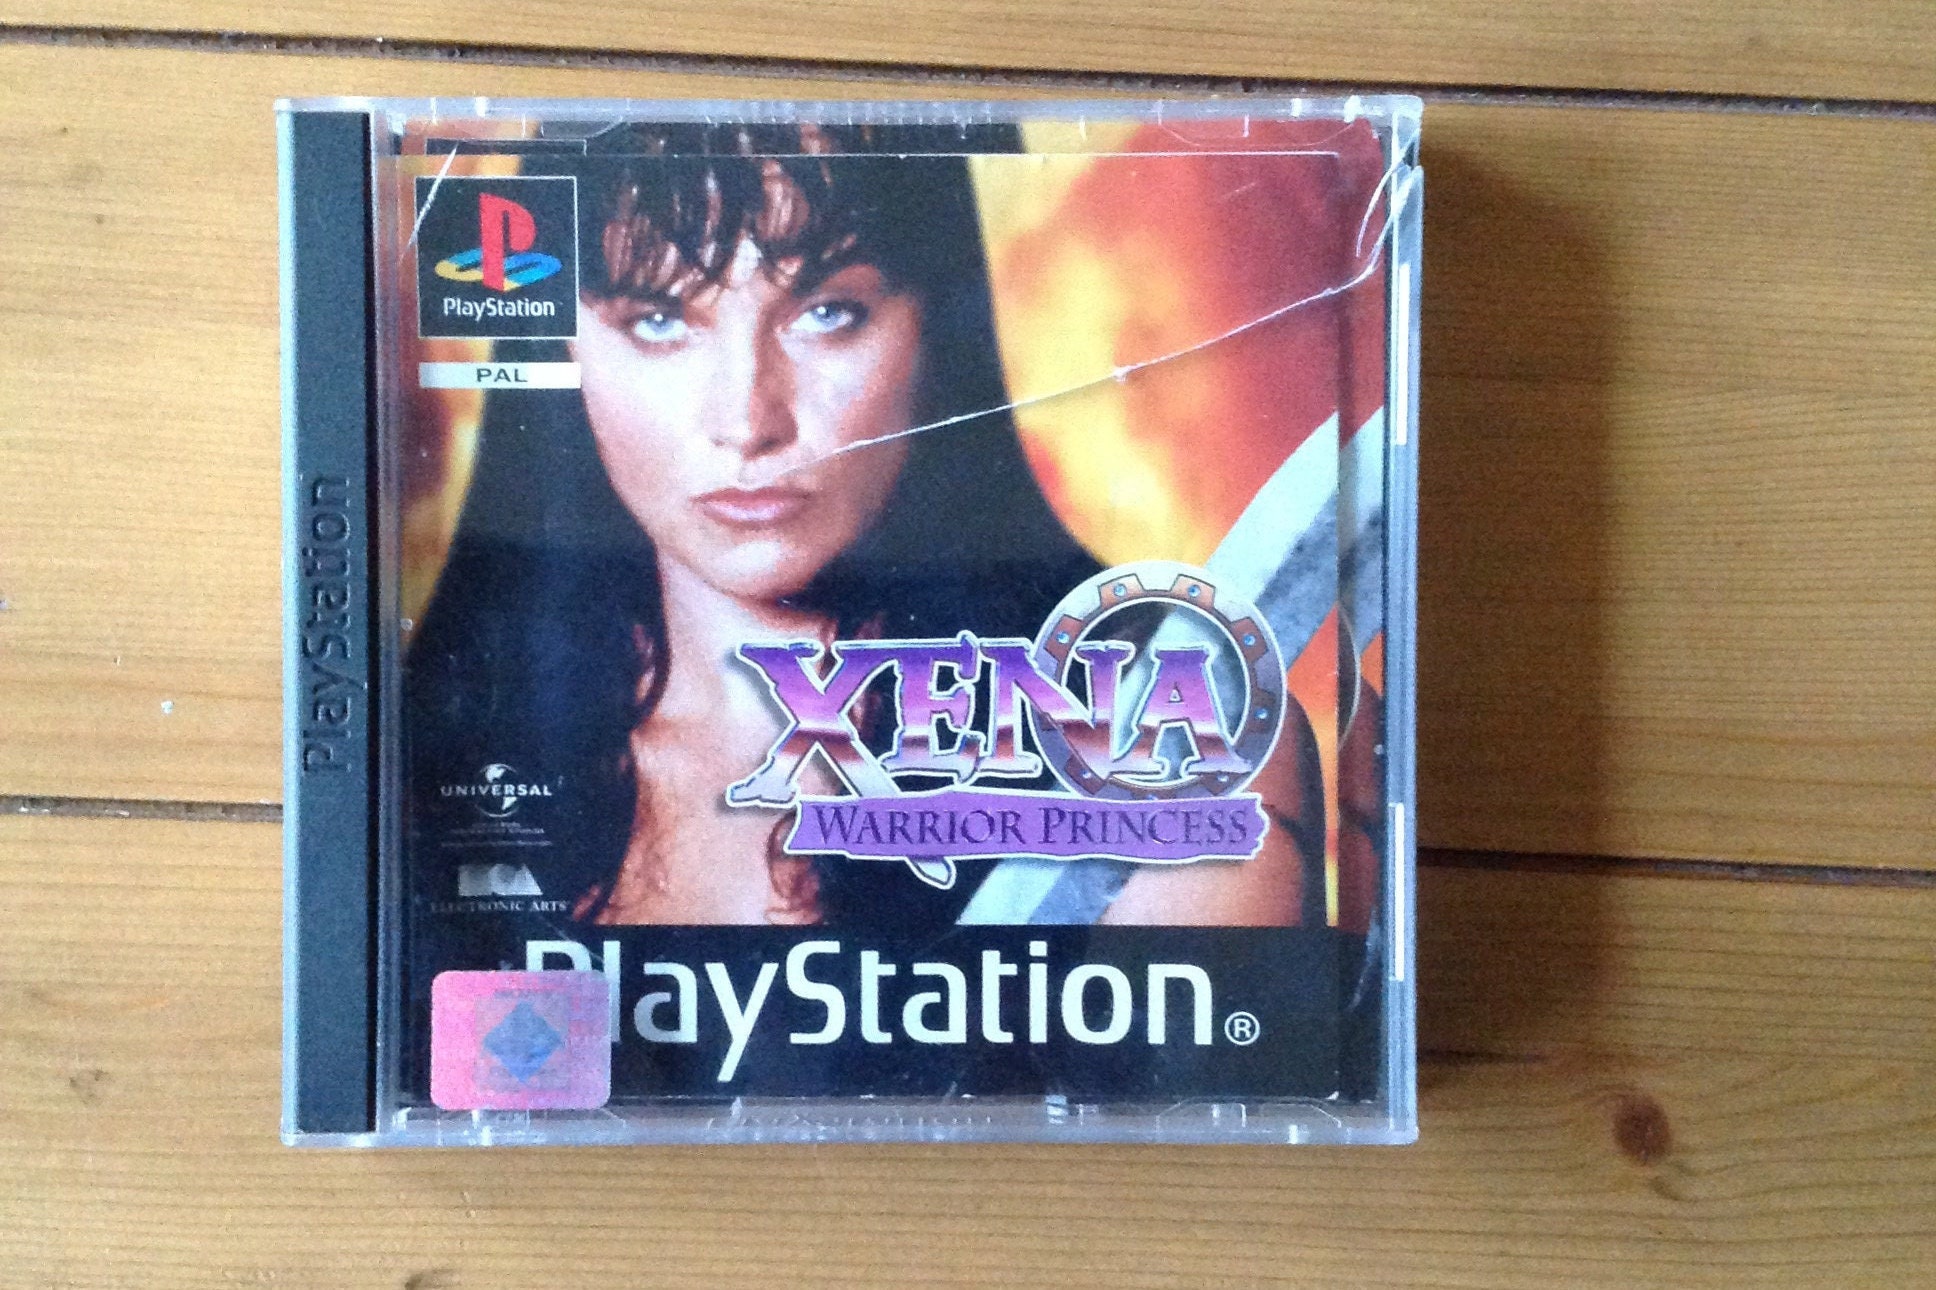 PlayStation
PlayStation
PAL
XENA
WARRIOR PRINCESS
UNIVERSAL
ELECTRONIC ARTS
PlayStation®